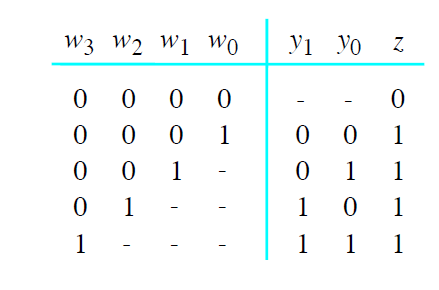 w3 w2 w1 w0 y1 y0 z
0 0 0 0 - - 0
0 0 0 1 0 0 1
0 0 1 - 0 1 1
0 1 - - 1 0 1
1 - - - 1 1 1